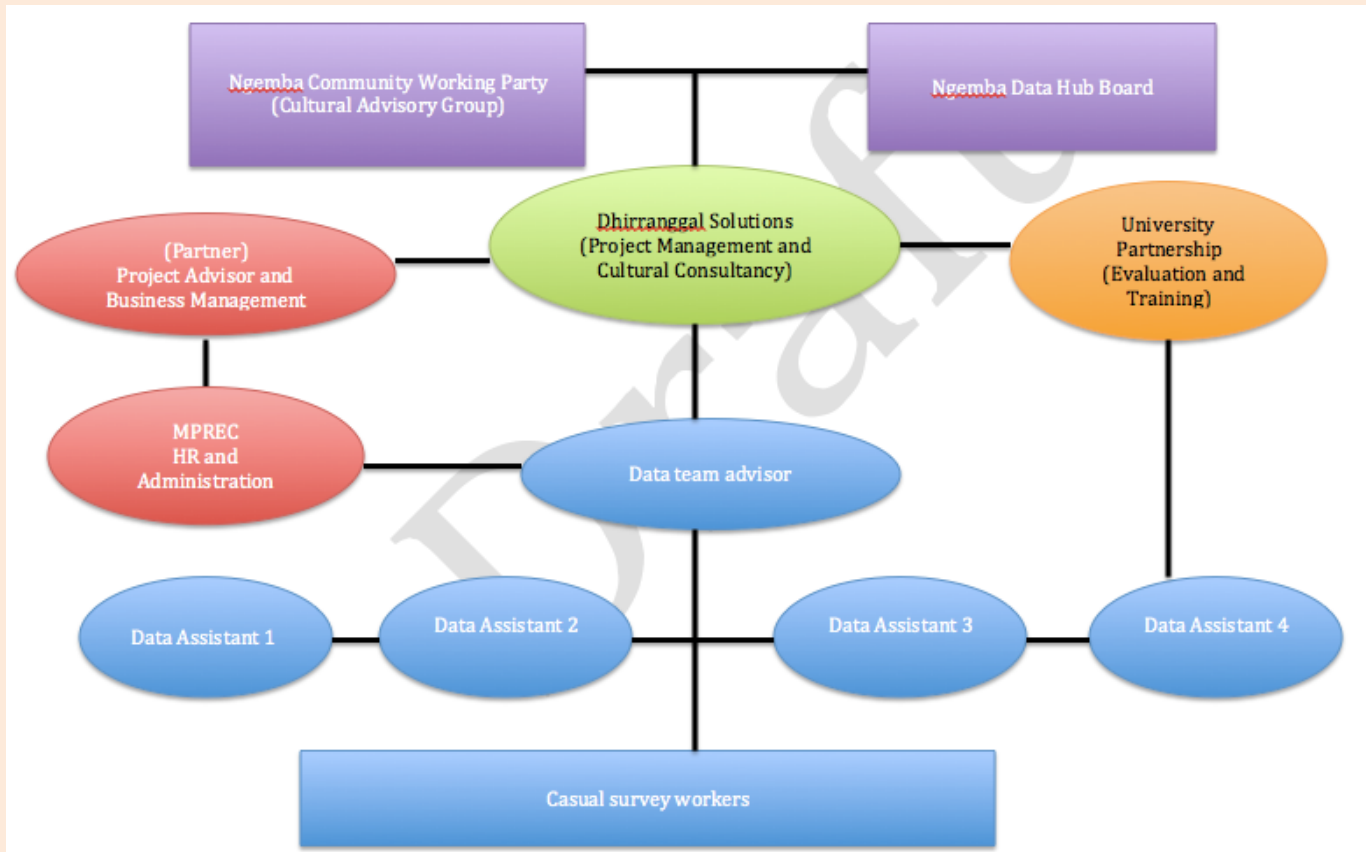 Ngemba Community Working Party
(Cultural Advisory Group)
Ngemba Data Hub Board
Dhirranggal Solutions
(Project Management and
Cultural Consultancy)
(Partner)
Project Advisor and
Business Management
University
Partnership
(Evaluation and
Training)
MPREC
HR and
Administration
Data team advisor
Data Assistant 1
Data Assistant 2
Data Assistant 3
Data Assistant 4
Casual survey workers
Draft